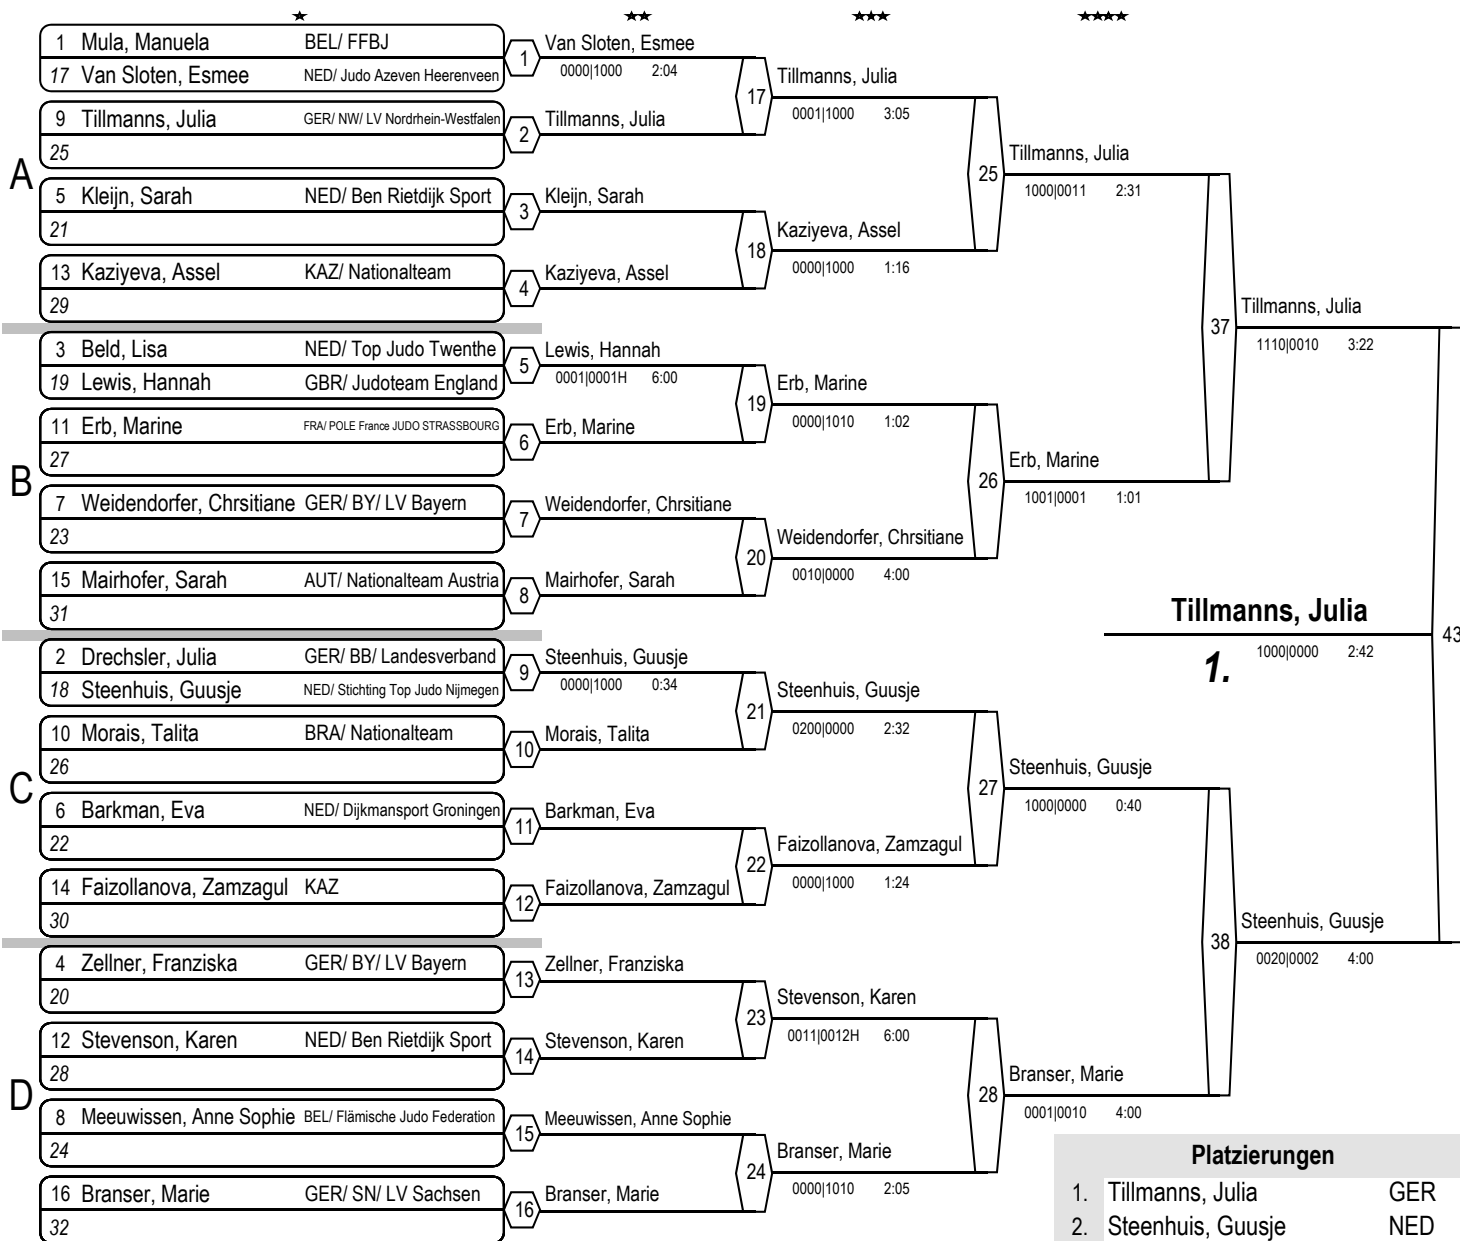 ★ ★★ ★★★ ★★★★
1 Mula, Manuela BEL/ FFBJ
17 Van Sloten, Esmee NED/ Judo Azeven Heerenveen
1
Van Sloten, Esmee
0000|1000 2:04
9 Tillmanns, Julia GER/ NW/ LV Nordrhein-Westfalen
25
2
Tillmanns, Julia
17
Tillmanns, Julia
0001|1000 3:05
A
5 Kleijn, Sarah NED/ Ben Rietdijk Sport
21
3
Kleijn, Sarah
13 Kaziyeva, Assel KAZ/ Nationalteam
29
4
Kaziyeva, Assel
18
Kaziyeva, Assel
0000|1000 1:16
25
Tillmanns, Julia
1000|0011 2:31
3 Beld, Lisa NED/ Top Judo Twenthe
19 Lewis, Hannah GBR/ Judoteam England
5
Lewis, Hannah
0001|0001H 6:00
11 Erb, Marine FRA/ POLE France JUDO STRASSBOURG
27
6
Erb, Marine
19
Erb, Marine
0000|1010 1:02
B
7 Weidendorfer, Chrsitiane GER/ BY/ LV Bayern
23
7
Weidendorfer, Chrsitiane
15 Mairhofer, Sarah AUT/ Nationalteam Austria
31
8
Mairhofer, Sarah
20
Weidendorfer, Chrsitiane
0010|0000 4:00
26
Erb, Marine
1001|0001 1:01
37
Tillmanns, Julia
1110|0010 3:22
2 Drechsler, Julia GER/ BB/ Landesverband
18 Steenhuis, Guusje NED/ Stichting Top Judo Nijmegen
9
Steenhuis, Guusje
0000|1000 0:34
10 Morais, Talita BRA/ Nationalteam
26
10
Morais, Talita
21
Steenhuis, Guusje
0200|0000 2:32
C
6 Barkman, Eva NED/ Dijkmansport Groningen
22
11
Barkman, Eva
14 Faizollanova, Zamzagul KAZ
30
12
Faizollanova, Zamzagul
22
Faizollanova, Zamzagul
0000|1000 1:24
27
Steenhuis, Guusje
1000|0000 0:40
4 Zellner, Franziska GER/ BY/ LV Bayern
20
13
Zellner, Franziska
12 Stevenson, Karen NED/ Ben Rietdijk Sport
28
14
Stevenson, Karen
23
Stevenson, Karen
0011|0012H 6:00
D
8 Meeuwissen, Anne Sophie BEL/ Flämische Judo Federation
24
15
Meeuwissen, Anne Sophie
16 Branser, Marie GER/ SN/ LV Sachsen
32
16
Branser, Marie
24
Branser, Marie
0000|1010 2:05
28
Branser, Marie
0001|0010 4:00
38
Steenhuis, Guusje
0020|0002 4:00
43
Tillmanns, Julia
1000|0000 2:42
1.
Platzierungen
1. Tillmanns, Julia GER
2. Steenhuis, Guusje NED